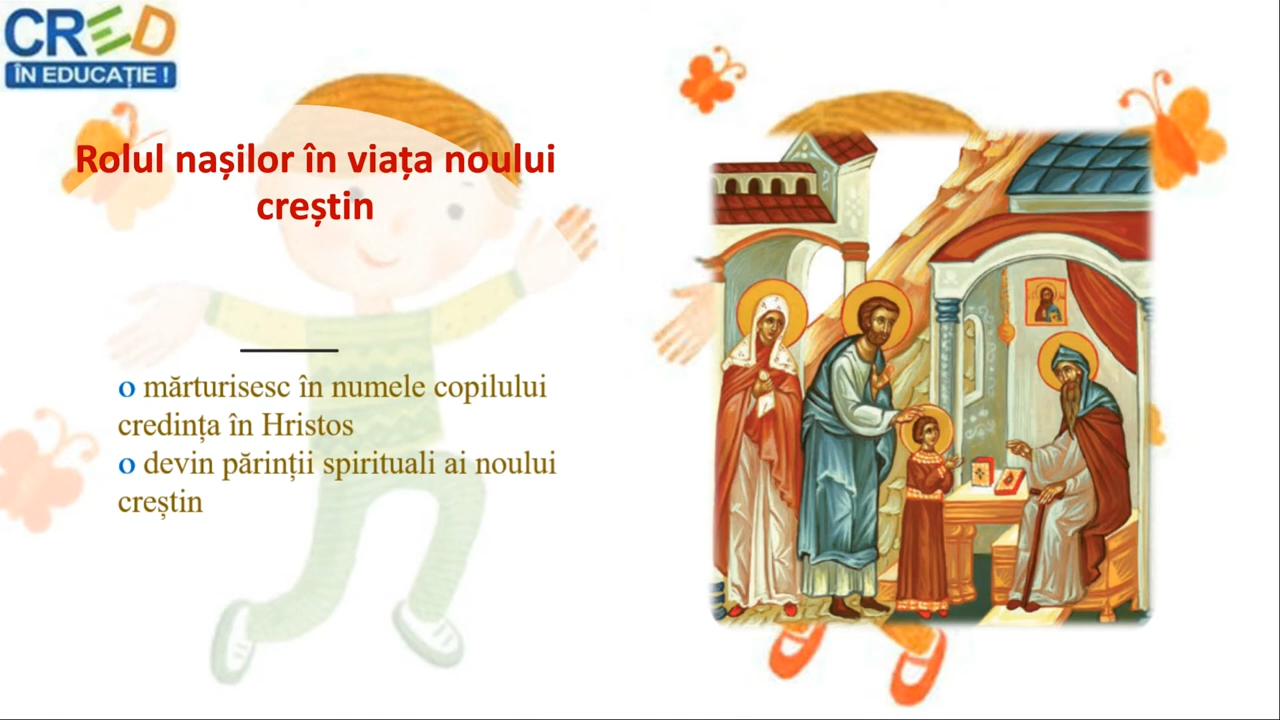 CRED
ÎN EDUCAȚIE !
Rolul nașilor în viața noului
creștin
o mărturisesc în numele copilului
credința în Hristos
o devin părinții spirituali ai noului
creștin